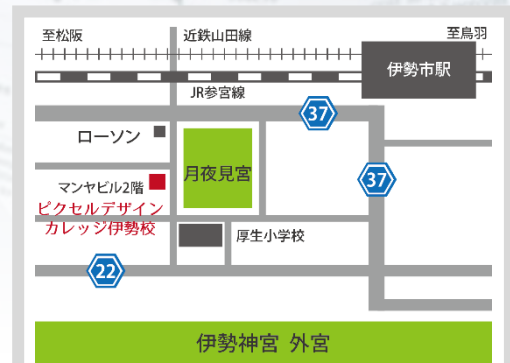 至松阪
近鉄山田線
至鳥羽
伊勢市駅
JR参宮線
37
ローソン
月夜見宮
37
マンヤビル2階
ピクセルデザイン
カレッジ伊勢校
厚生小学校
22
伊勢神宮 外宮